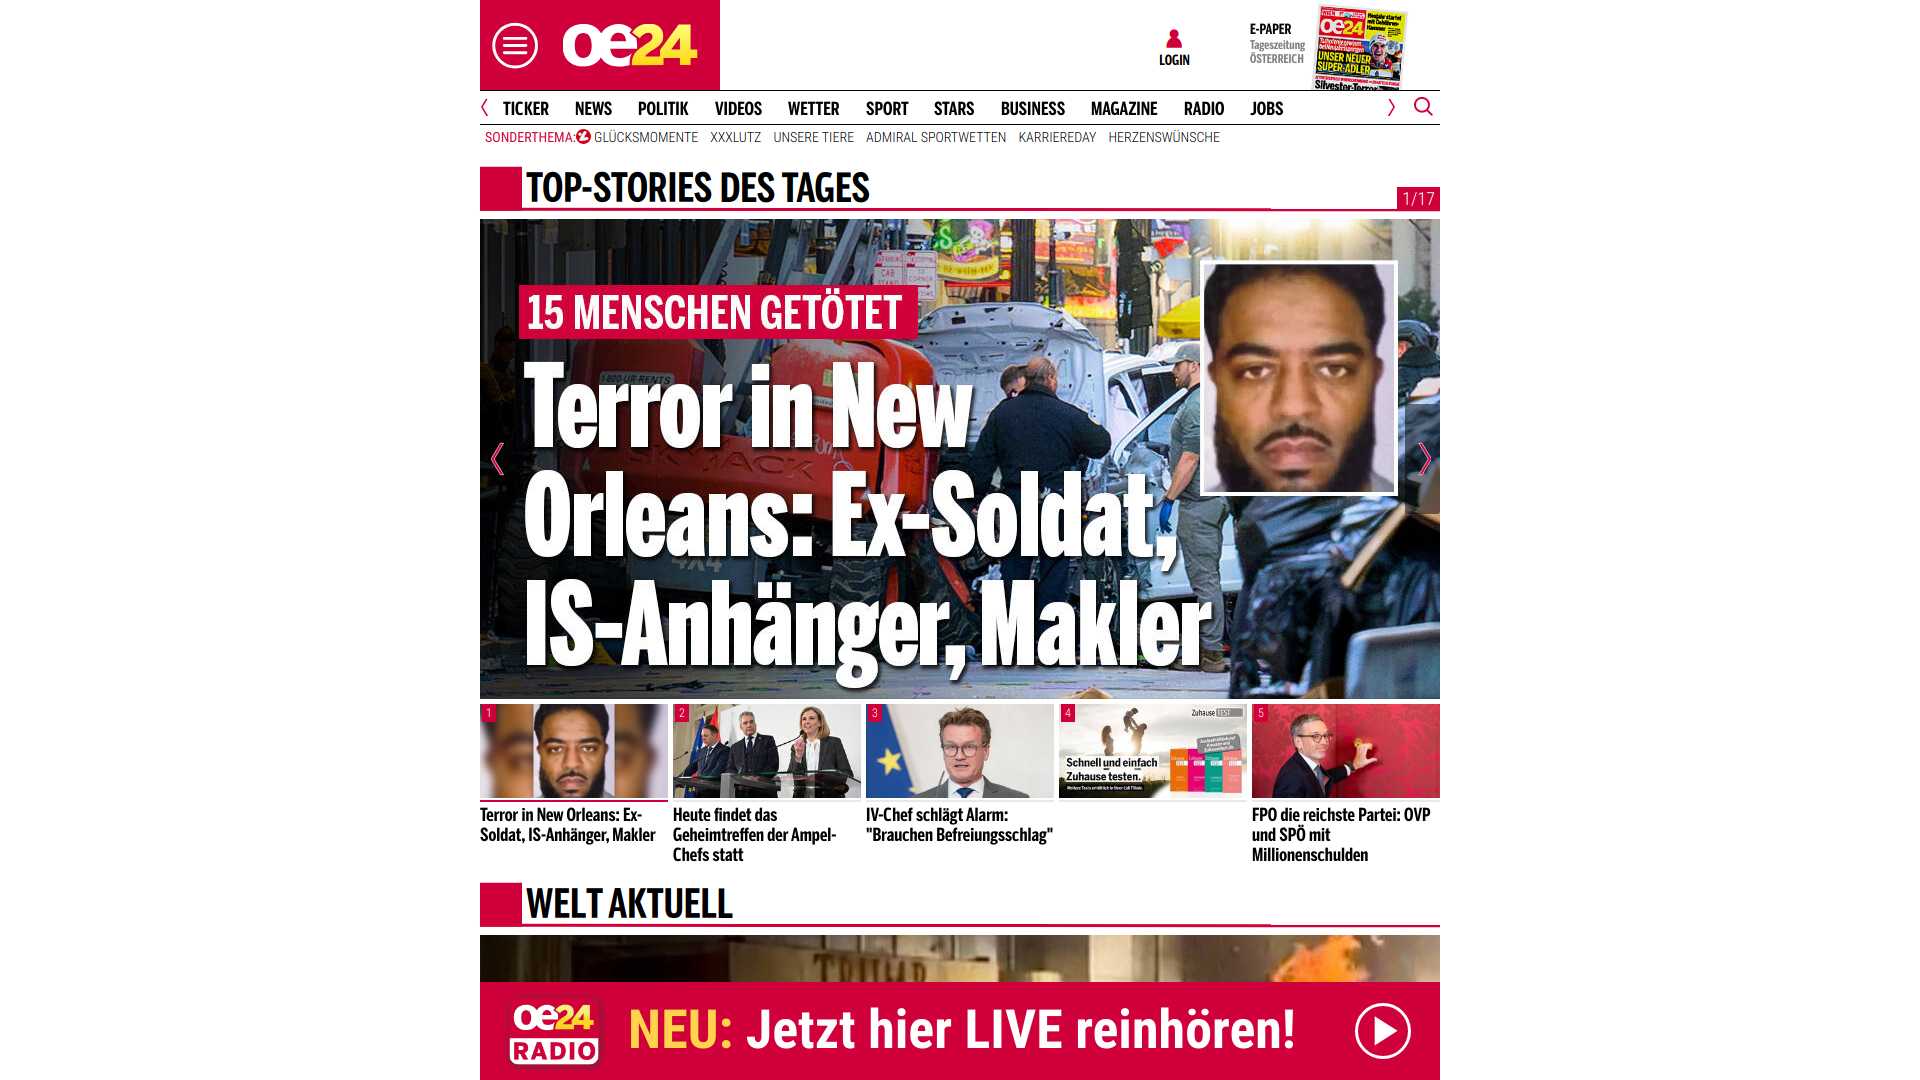 oe24
LOGIN
E-PAPER
Tageszeitung
ÖSTERREICH
oe24
UNSER NEUER
SUPER-ADLER
TICKER NEWS POLITIK VIDEOS WETTER SPORT STARS BUSINESS MAGAZINE RADIO JOBS
SONDERTHEMA: GLÜCKSMOMENTE XXXLUTZ UNSERE TIERE ADMIRAL SPORTWETTEN KARRIEREDAY HERZENSWÜNSCHE
TOP-STORIES DES TAGES
1/17
CAB
15 MENSCHEN GETÖTET
Terror in New
Orleans: Ex-Soldat,
IS-Anhänger, Makler
SKYJACK
4X4
1
2
3
4
5
Zuhause TEST
Schnell und einfach
Zuhause testen.
Terror in New Orleans: Ex-
Soldat, IS-Anhänger, Makler
Heute findet das
Geheimtreffen der Ampel-
Chefs statt
IV-Chef schlägt Alarm:
"Brauchen Befreiungsschlag"
FPÖ die reichste Partei: ÖVP
und SPÖ mit
Millionenschulden
WELT AKTUELL
TRUMP
oe24
RADIO
NEU: Jetzt hier LIVE reinhören!